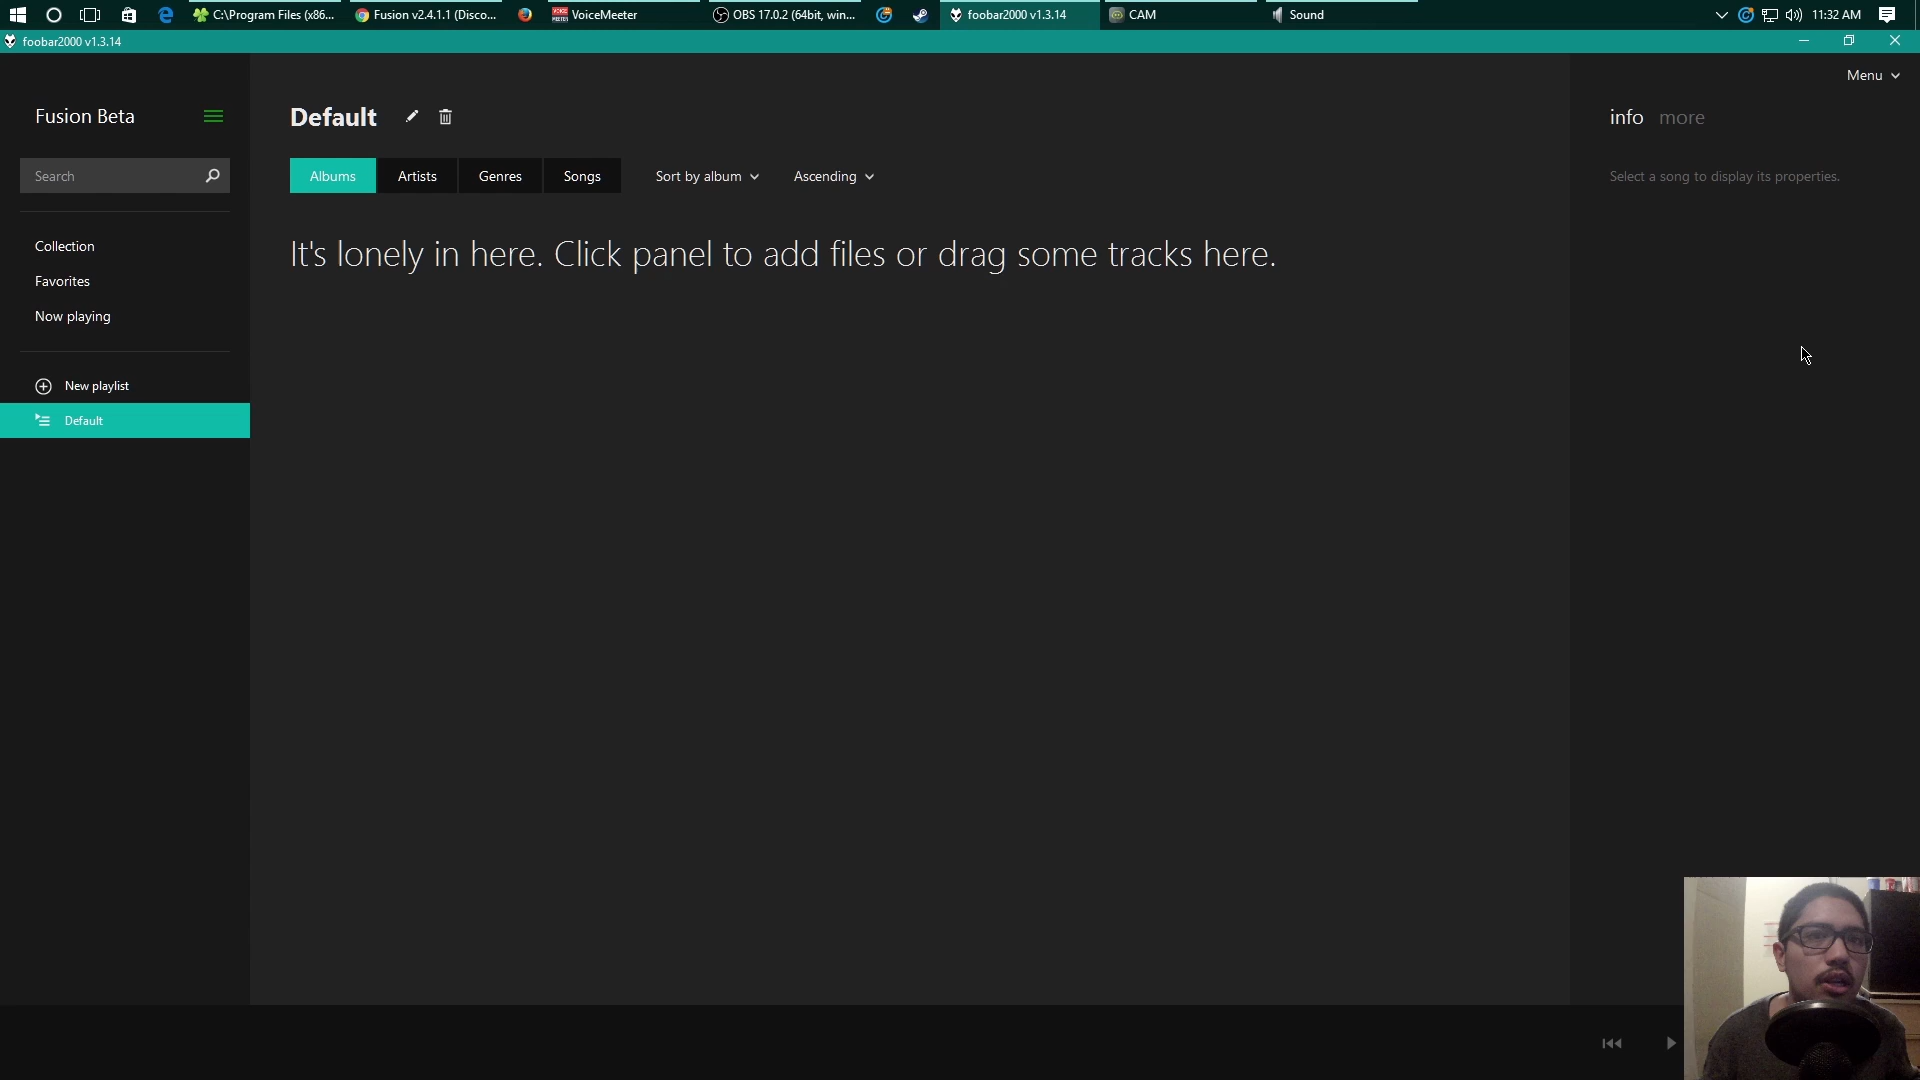 C:\Program Files (x86...
Fusion v2.4.1.1 (Disco...
VoiceMeeter
OBS 17.0.2 (64bit, win...
foobar2000 v1.3.14
CAM
Sound
11:32 AM
foobar2000 v1.3.14
Menu
Fusion Beta
Default
info more
Search
Albums Artists Genres Songs Sort by album Ascending
Select a song to display its properties.
Collection
It's lonely in here. Click panel to add files or drag some tracks here.
Favorites
Now playing
New playlist
Default